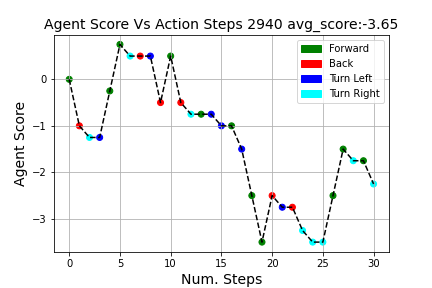 Agent Score Vs Action Steps 2940 avg_score:-3.65
Agent Score
0
−1
−2
−3
Forward
Back
Turn Left
Turn Right
0 5 10 15 20 25 30
Num. Steps